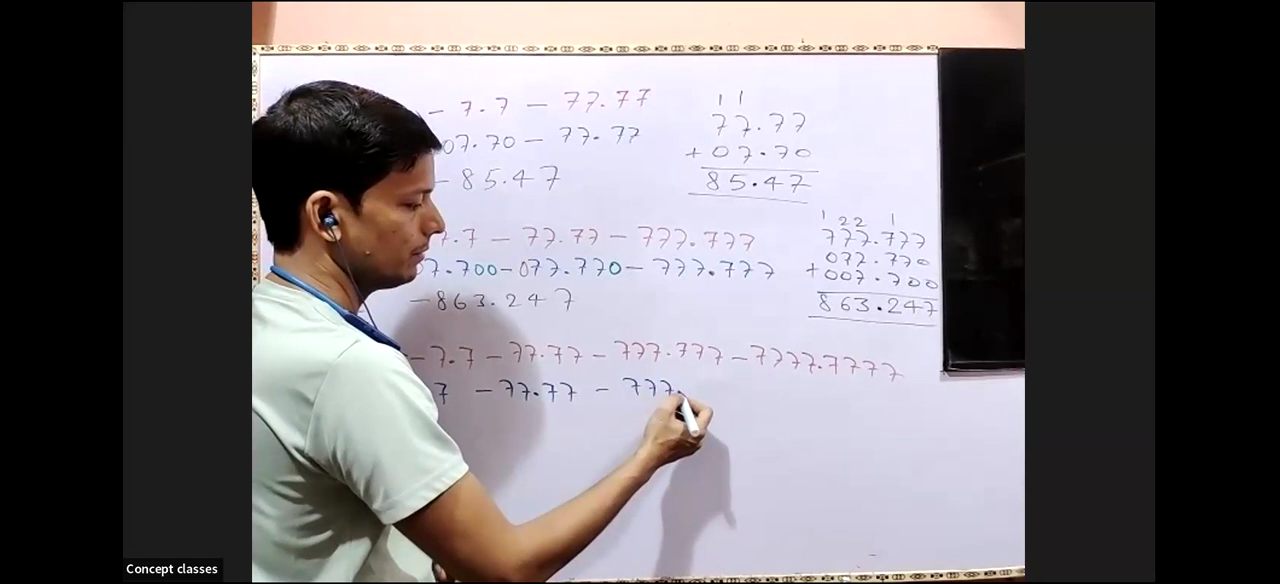 - 7.7 - 77.77
07.70 - 77.77
- 85.47
1 1
77.77
+ 07.70
85.47
7.7 - 77.77 - 777.777
07.700 - 077.770 - 777.777
- 863.247
1 22 1
777.777
077.770
+ 007.700
863.247
- 7.7 - 77.77 - 777.777 - 7777.7777
7 - 77.77 - 777.
Concept classes